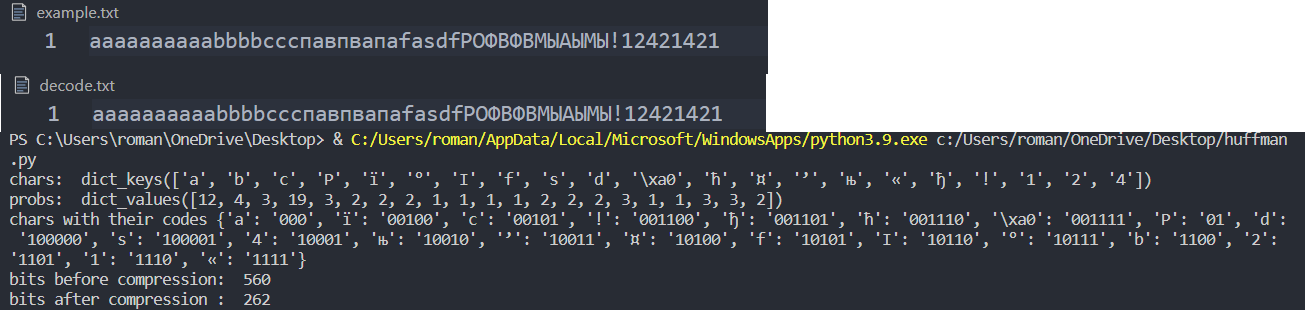 example.txt
1 aaaaaaaaaabbbbcccпавпвапаfasdfРОФВФВМЫАЫМЫ!12421421
decode.txt
1 aaaaaaaaaabbbbcccпавпвапаfasdfРОФВФВМЫАЫМЫ!12421421
PS C:\Users\roman\OneDrive\Desktop> & C:/Users/roman/AppData/Local/Microsoft/WindowsApps/python3.9.exe c:/Users/roman/OneDrive/Desktop/huffman
.py
chars:  dict_keys(['a', 'b', 'c', 'Р', 'ї', '°', 'І', 'f', 's', 'd', '\xa0', 'ћ', '¤', '’', 'њ', '«', 'ђ', '!', '1', '2', '4'])
probs:  dict_values([12, 4, 3, 19, 3, 2, 2, 2, 1, 1, 1, 1, 2, 2, 2, 3, 1, 1, 3, 3, 2])
chars with their codes {'a': '000', 'ї': '00100', 'c': '00101', '!': '001100', 'ђ': '001101', 'ћ': '001110', '\xa0': '001111', 'Р': '01', 'd':
'100000', 's': '100001', '4': '10001', 'њ': '10010', '’': '10011', '¤': '10100', 'f': '10101', 'І': '10110', '°': '10111', 'b': '1100', '2':
'1101', '1': '1110', '«': '1111'}
bits before compression:  560
bits after compression :  262